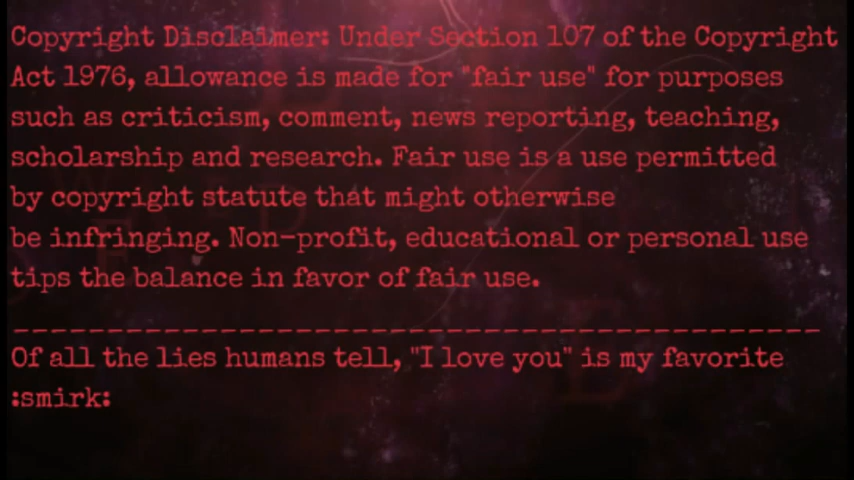 Copyright Disclaimer: Under Section 107 of the Copyright
Act 1976, allowance is made for "fair use" for purposes
such as criticism, comment, news reporting, teaching,
scholarship and research. Fair use is a use permitted
by copyright statute that might otherwise
be infringing. Non-profit, educational or personal use
tips the balance in favor of fair use.
____________________________________________
Of all the lies humans tell, "I love you" is my favorite
:smirk: